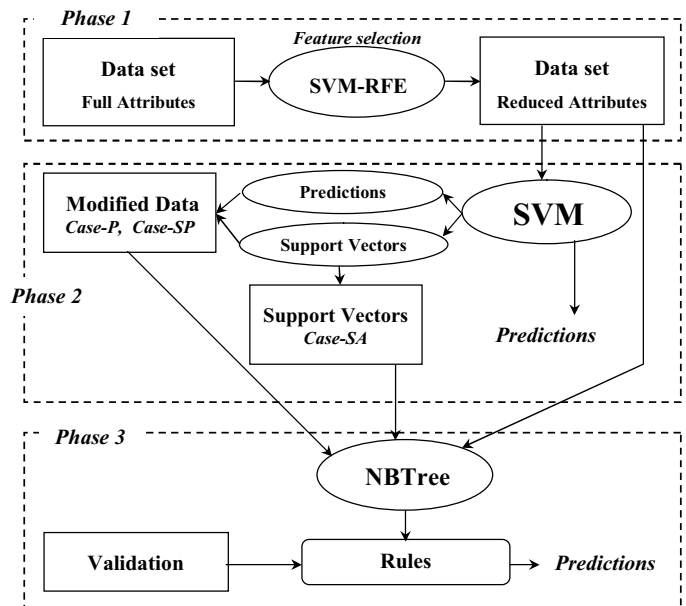 Phase 1
Feature selection
Data set
Full Attributes
SVM-RFE
Data set
Reduced Attributes
Modified Data
Case-P, Case-SP
Predictions
Support Vectors
SVM
Phase 2
Support Vectors
Case-SA
Predictions
Phase 3
NBTree
Validation
Rules
Predictions